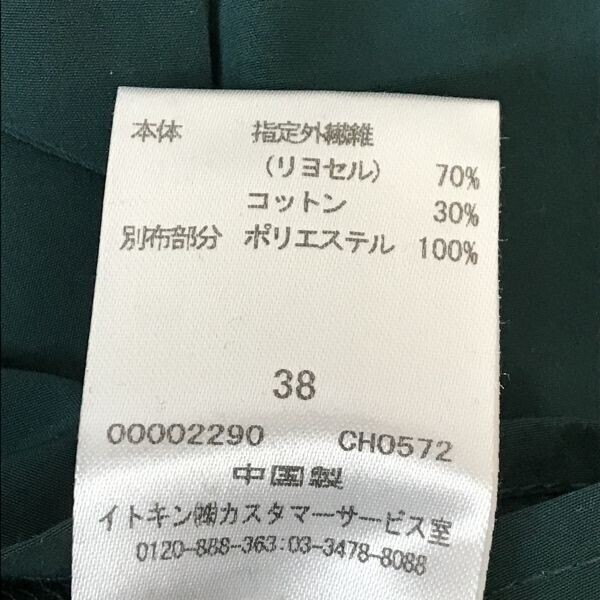 本体 指定外繊維
(リヨセル) 70%
コットン 30%
別布部分 ポリエステル 100%
38
00002290 CH0572
中国製
イトキン㈱カスタマーサービス室
0120-888-363:03-3478-8088